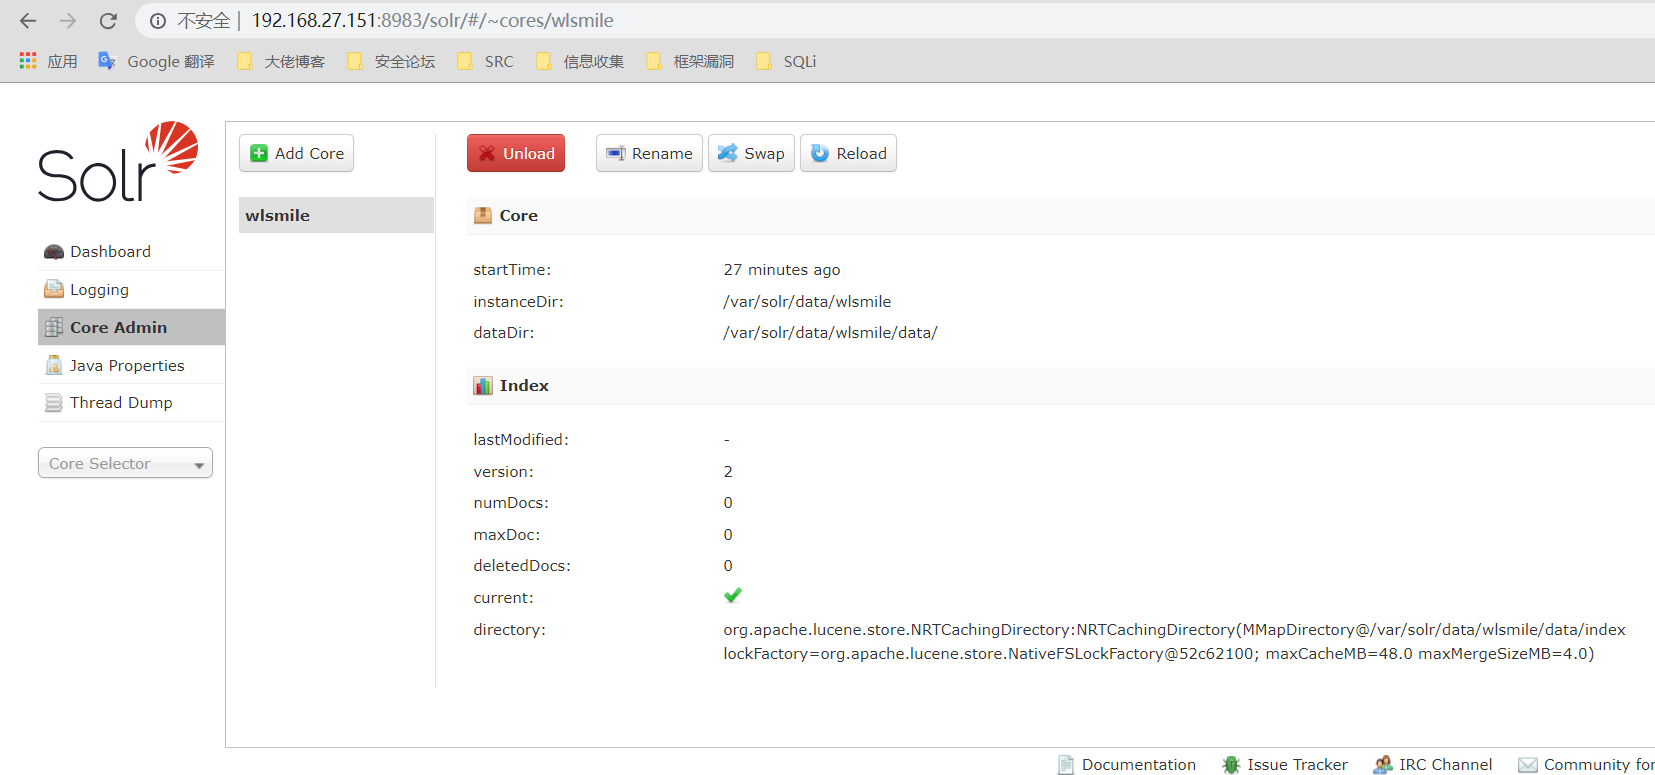 不安全 | 192.168.27.151:8983/solr/#/~cores/wlsmile
应用 Google 翻译 大佬博客 安全论坛 SRC 信息收集 框架漏洞 SQLi
Solr
Dashboard
Logging
Core Admin
Java Properties
Thread Dump
Core Selector
Add Core
wlsmile
Unload Rename Swap Reload
Core
startTime: 27 minutes ago
instanceDir: /var/solr/data/wlsmile
dataDir: /var/solr/data/wlsmile/data/
Index
lastModified: -
version: 2
numDocs: 0
maxDoc: 0
deletedDocs: 0
current:
directory: org.apache.lucene.store.NRTCachingDirectory:NRTCachingDirectory(MMapDirectory@/var/solr/data/wlsmile/data/index
lockFactory=org.apache.lucene.store.NativeFSLockFactory@52c62100; maxCacheMB=48.0 maxMergeSizeMB=4.0)
Documentation Issue Tracker IRC Channel Community for